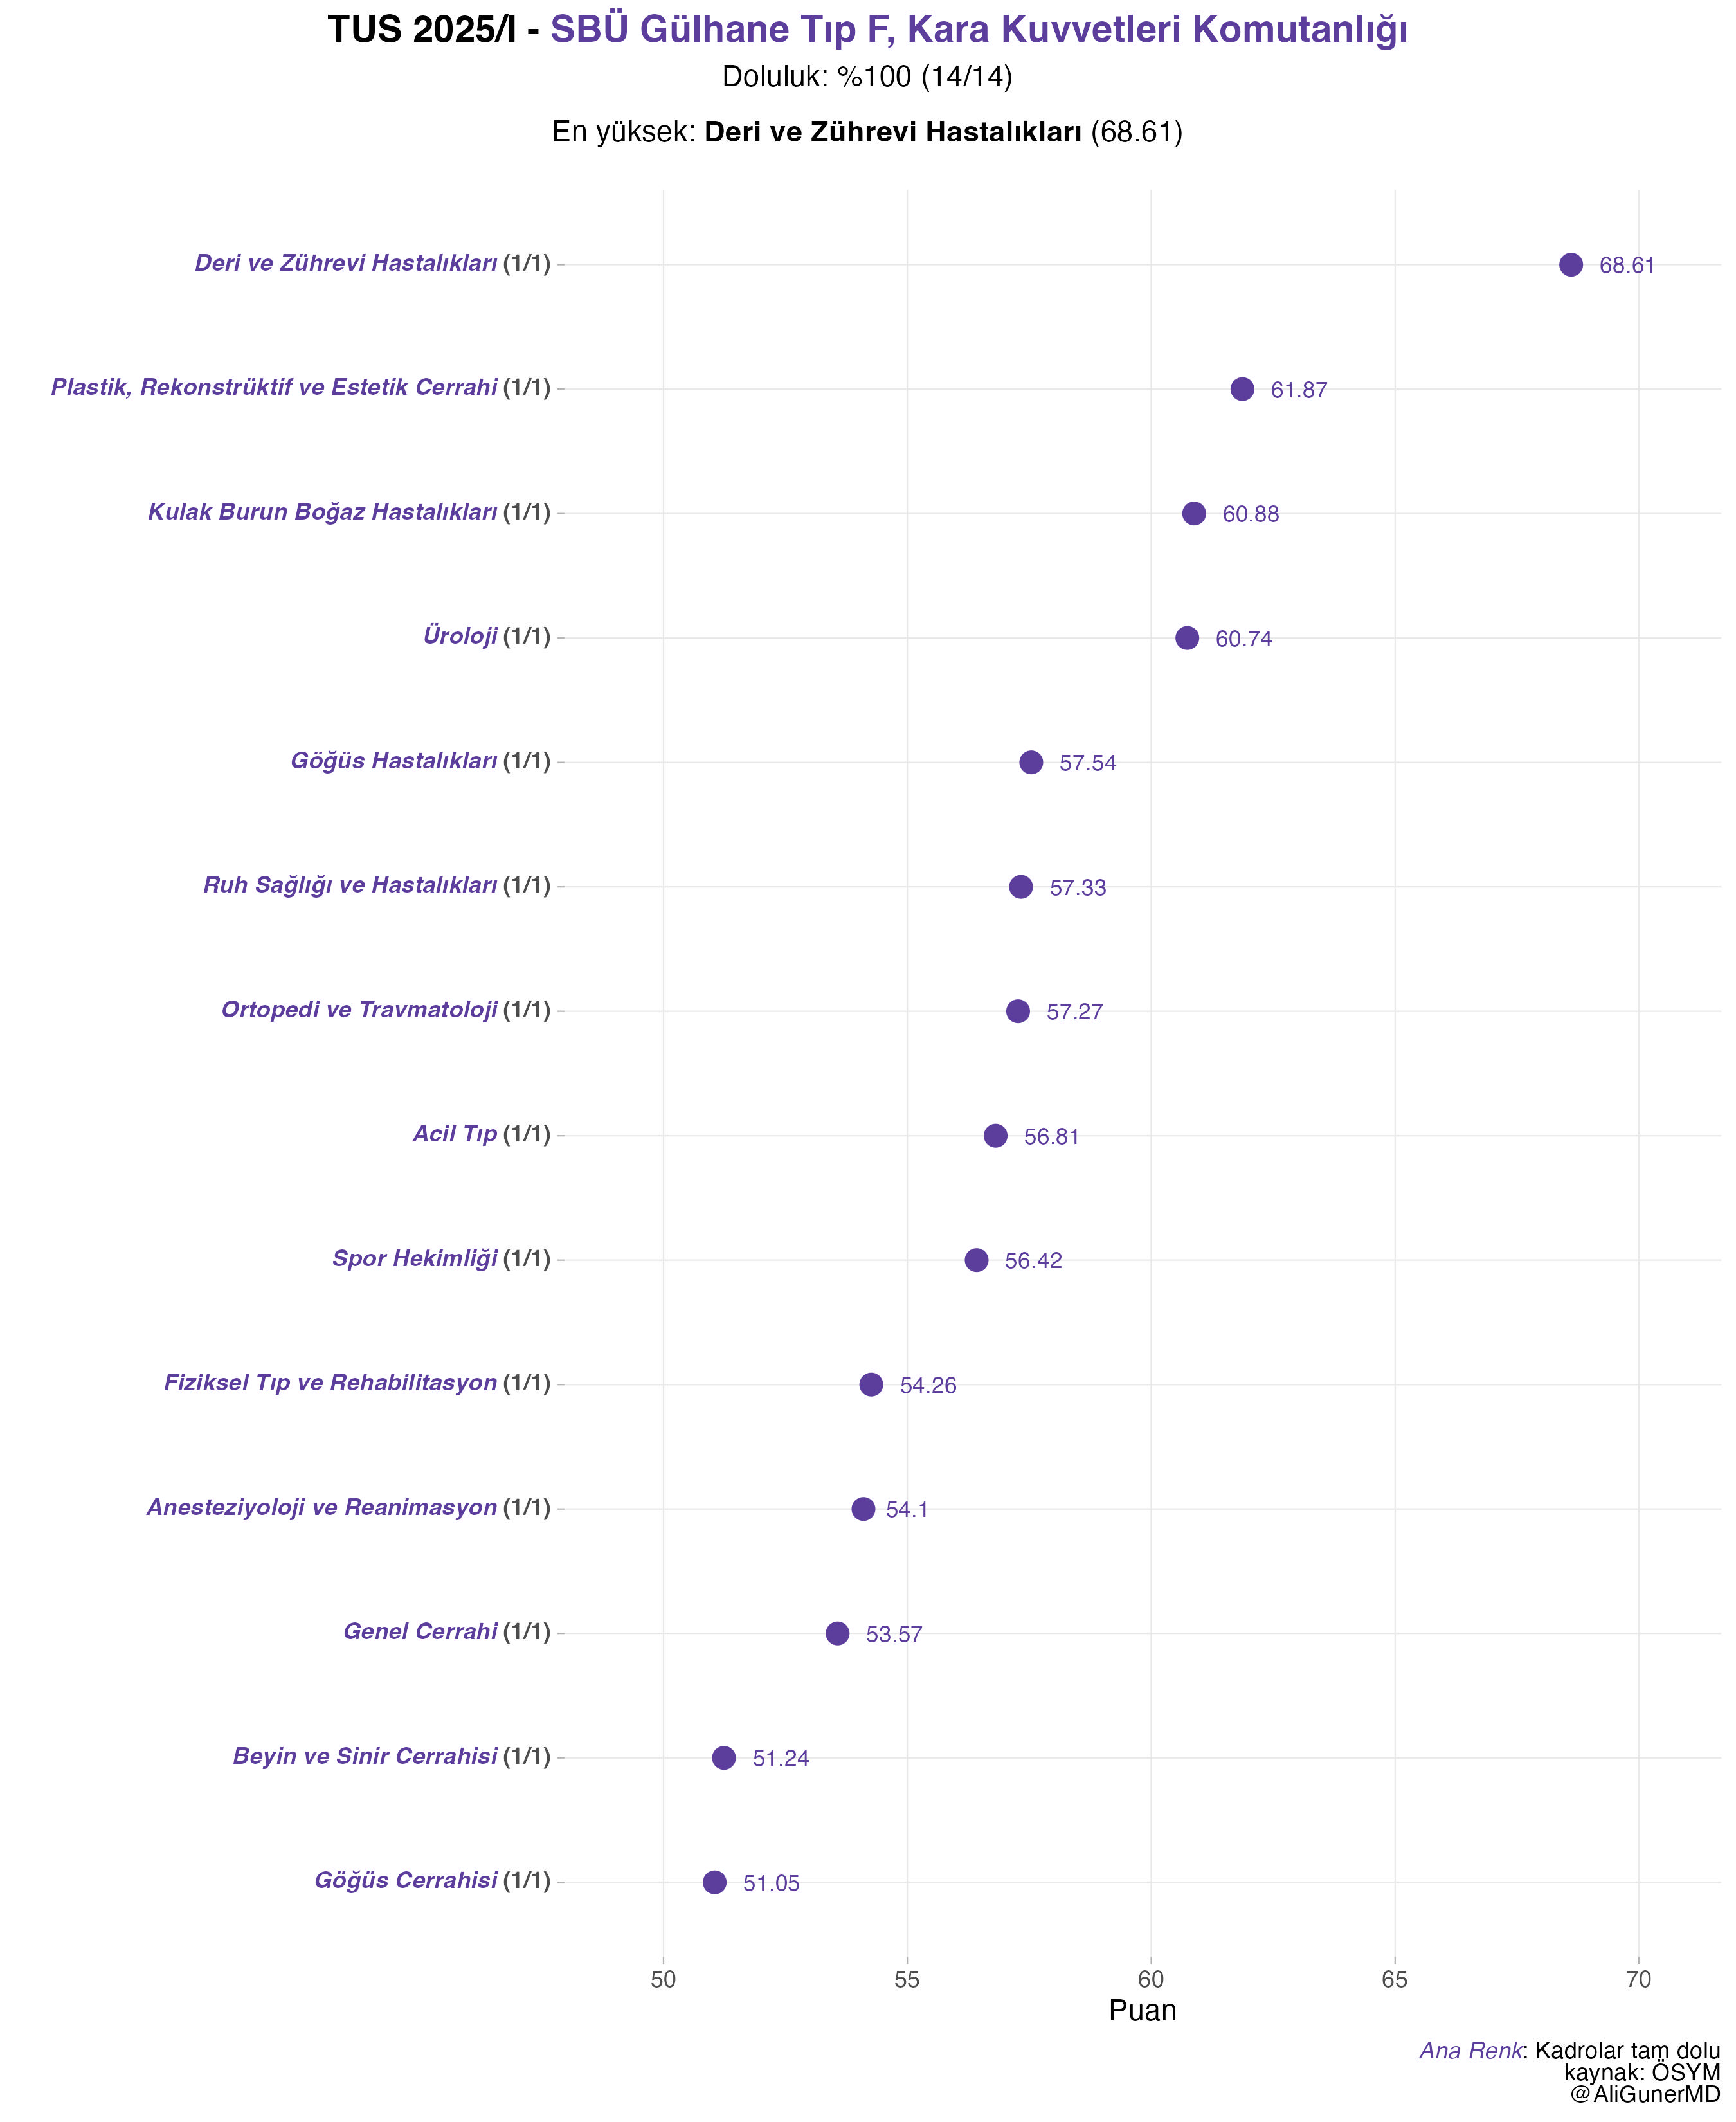 TUS 2025/I - SBÜ Gülhane Tıp F, Kara Kuvvetleri Komutanlığı
Doluluk: %100 (14/14)
En yüksek: Deri ve Zührevi Hastalıkları (68.61)
Deri ve Zührevi Hastalıkları (1/1) 68.61
Plastik, Rekonstrüktif ve Estetik Cerrahi (1/1) 61.87
Kulak Burun Boğaz Hastalıkları (1/1) 60.88
Üroloji (1/1) 60.74
Göğüs Hastalıkları (1/1) 57.54
Ruh Sağlığı ve Hastalıkları (1/1) 57.33
Ortopedi ve Travmatoloji (1/1) 57.27
Acil Tıp (1/1) 56.81
Spor Hekimliği (1/1) 56.42
Fiziksel Tıp ve Rehabilitasyon (1/1) 54.26
Anesteziyoloji ve Reanimasyon (1/1) 54.1
Genel Cerrahi (1/1) 53.57
Beyin ve Sinir Cerrahisi (1/1) 51.24
Göğüs Cerrahisi (1/1) 51.05
50 55 60 65 70
Puan
Ana Renk: Kadrolar tam dolu
kaynak: ÖSYM
@AliGunerMD